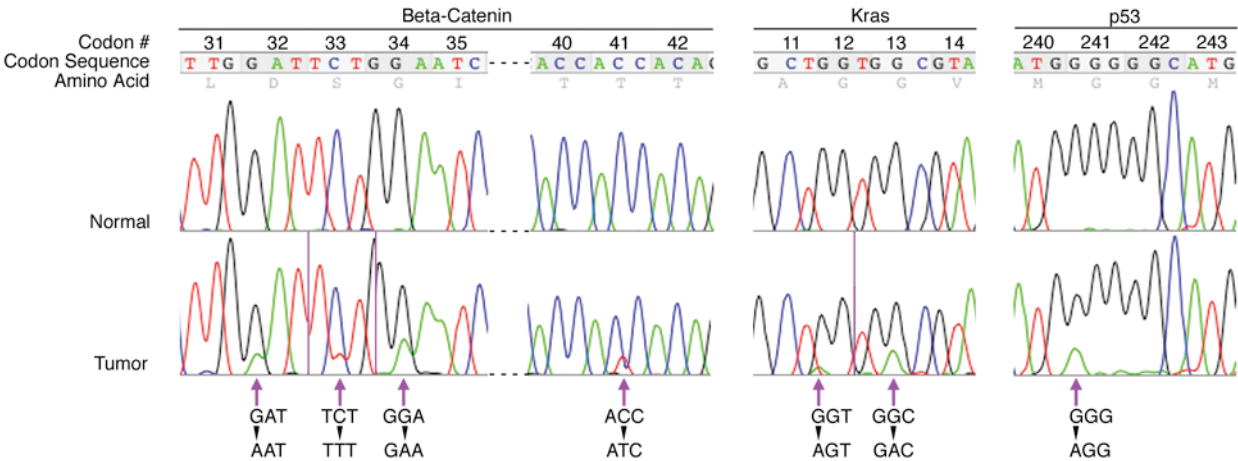 Beta-Catenin Kras p53
Codon # 31 32 33 34 35 40 41 42 11 12 13 14 240 241 242 243
Codon Sequence T T G G A T T C T G G A A T C A C C A C C A C A G G C T G G T G G C G T A A T G G G G G G C A T G
Amino Acid L D S G I T T T A G G V M G G M
Normal
Tumor
GAT TCT GGA ACC GGT GGC GGG
AAT TTT GAA ATC AGT GAC AGG